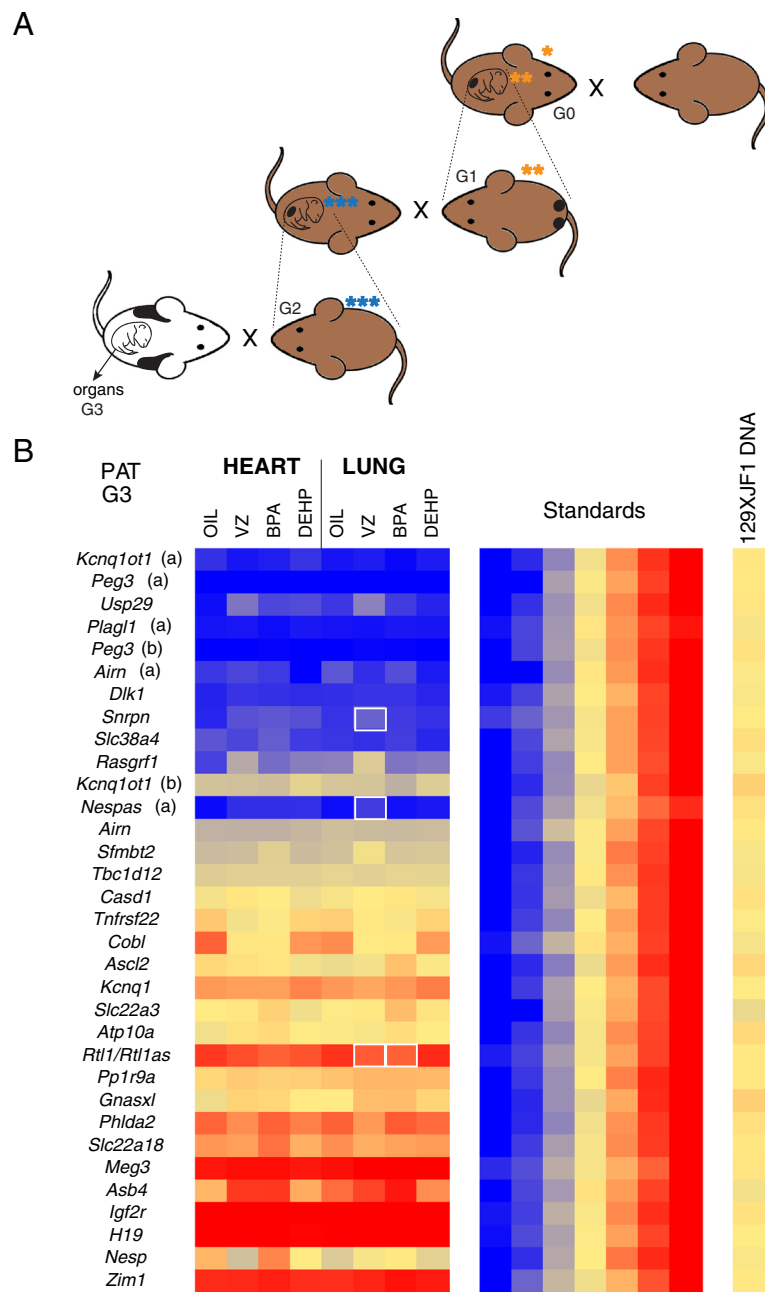 A
*
**
X
G0
G1
**
***
X
G2
***
X
organs
G3
B
PAT
G3
HEART
LUNG
OIL
VZ
BPA
DEHP
OIL
VZ
BPA
DEHP
Standards
129XJF1 DNA
Kcnq1ot1 (a)
Peg3 (a)
Usp29
Plagl1 (a)
Peg3 (b)
Airn (a)
Dlk1
Snrpn
Slc38a4
Rasgrf1
Kcnq1ot1 (b)
Nespas (a)
Airn
Sfmbt2
Tbc1d12
Casd1
Tnfrsf22
Cobl
Ascl2
Kcnq1
Slc22a3
Atp10a
Rtl1/Rtl1as
Pp1r9a
Gnasxl
Phlda2
Slc22a18
Meg3
Asb4
Igf2r
H19
Nesp
Zim1